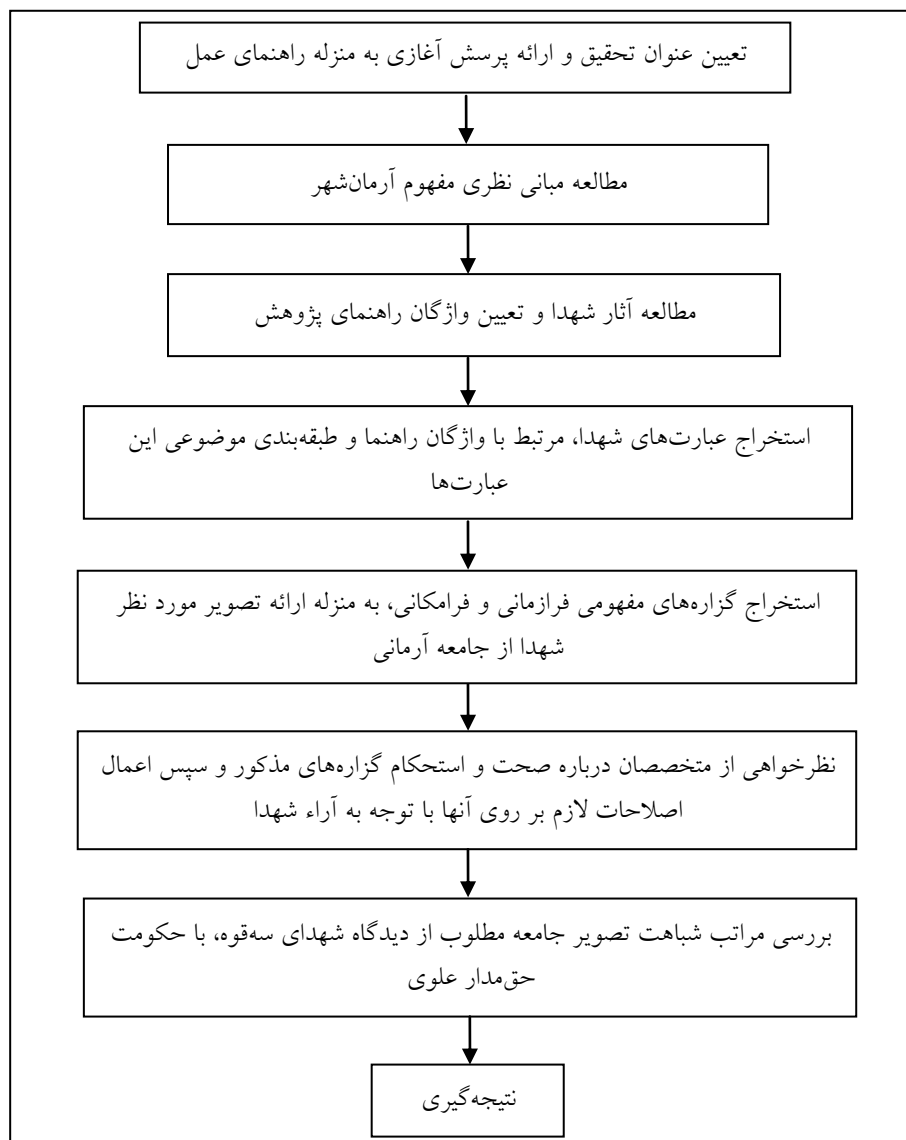 تعیین عنوان تحقیق و ارائه پرسش آغازی به منزله راهنمای عمل
مطالعه مبانی نظری مفهوم آرمان‌شهر
مطالعه آثار شهدا و تعیین واژگان راهنمای پژوهش
استخراج عبارت‌های شهدا، مرتبط با واژگان راهنما و طبقه‌بندی موضوعی این
عبارت‌ها
استخراج گزاره‌های مفهومی فرازمانی و فرامکانی، به منزله ارائه تصویر مورد نظر
شهدا از جامعه آرمانی
نظرخواهی از متخصصان درباره صحت و استحکام گزاره‌های مذکور و سپس اعمال
اصلاحات لازم بر روی آنها با توجه به آراء شهدا
بررسی مراتب شباهت تصویر جامعه مطلوب از دیدگاه شهدای سه‌قوه، با حکومت
حق‌مدار علوی
نتیجه‌گیری